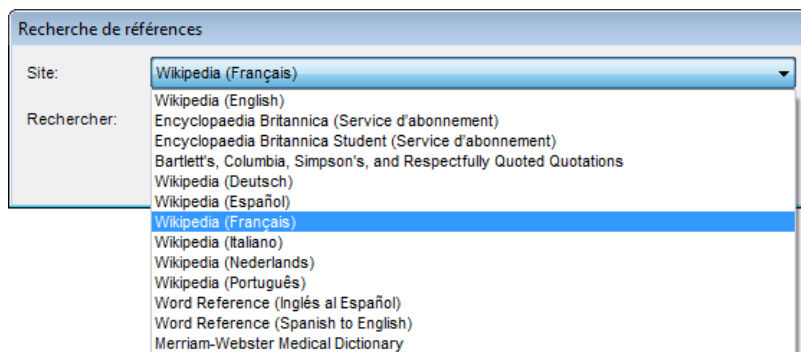 Recherche de références
Site: Wikipedia (Français)
Wikipedia (English)
Rechercher: Encyclopaedia Britannica (Service d'abonnement)
Encyclopaedia Britannica Student (Service d'abonnement)
Bartlett's, Columbia, Simpson's, and Respectfully Quoted Quotations
Wikipedia (Deutsch)
Wikipedia (Español)
Wikipedia (Français)
Wikipedia (Italiano)
Wikipedia (Nederlands)
Wikipedia (Português)
Word Reference (Inglés al Español)
Word Reference (Spanish to English)
Merriam-Webster Medical Dictionary